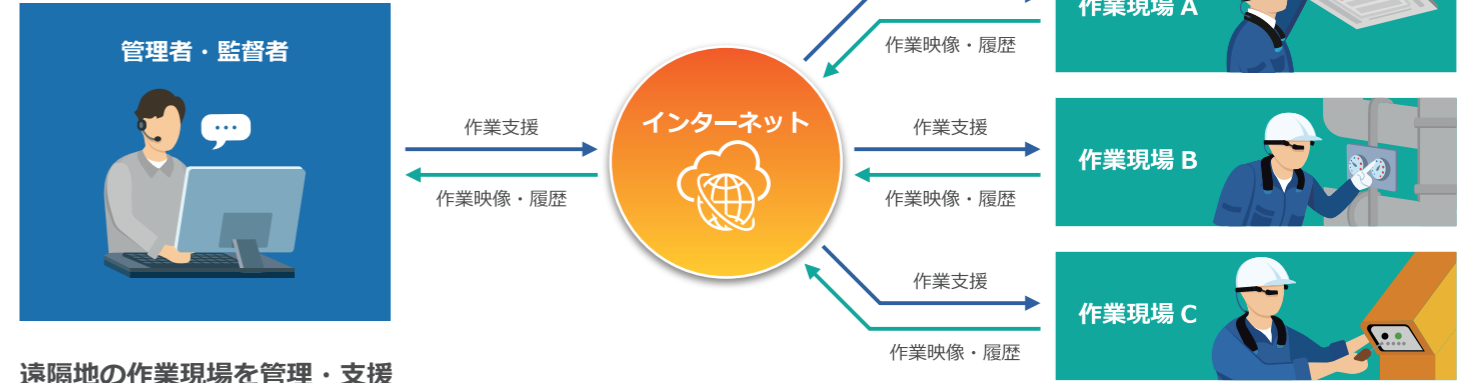 作業現場 A
作業映像・履歴
管理者・監督者
インターネット
作業支援
作業映像・履歴
作業支援
作業映像・履歴
作業現場 B
作業支援
作業映像・履歴
作業現場 C
遠隔地の作業現場を管理・支援